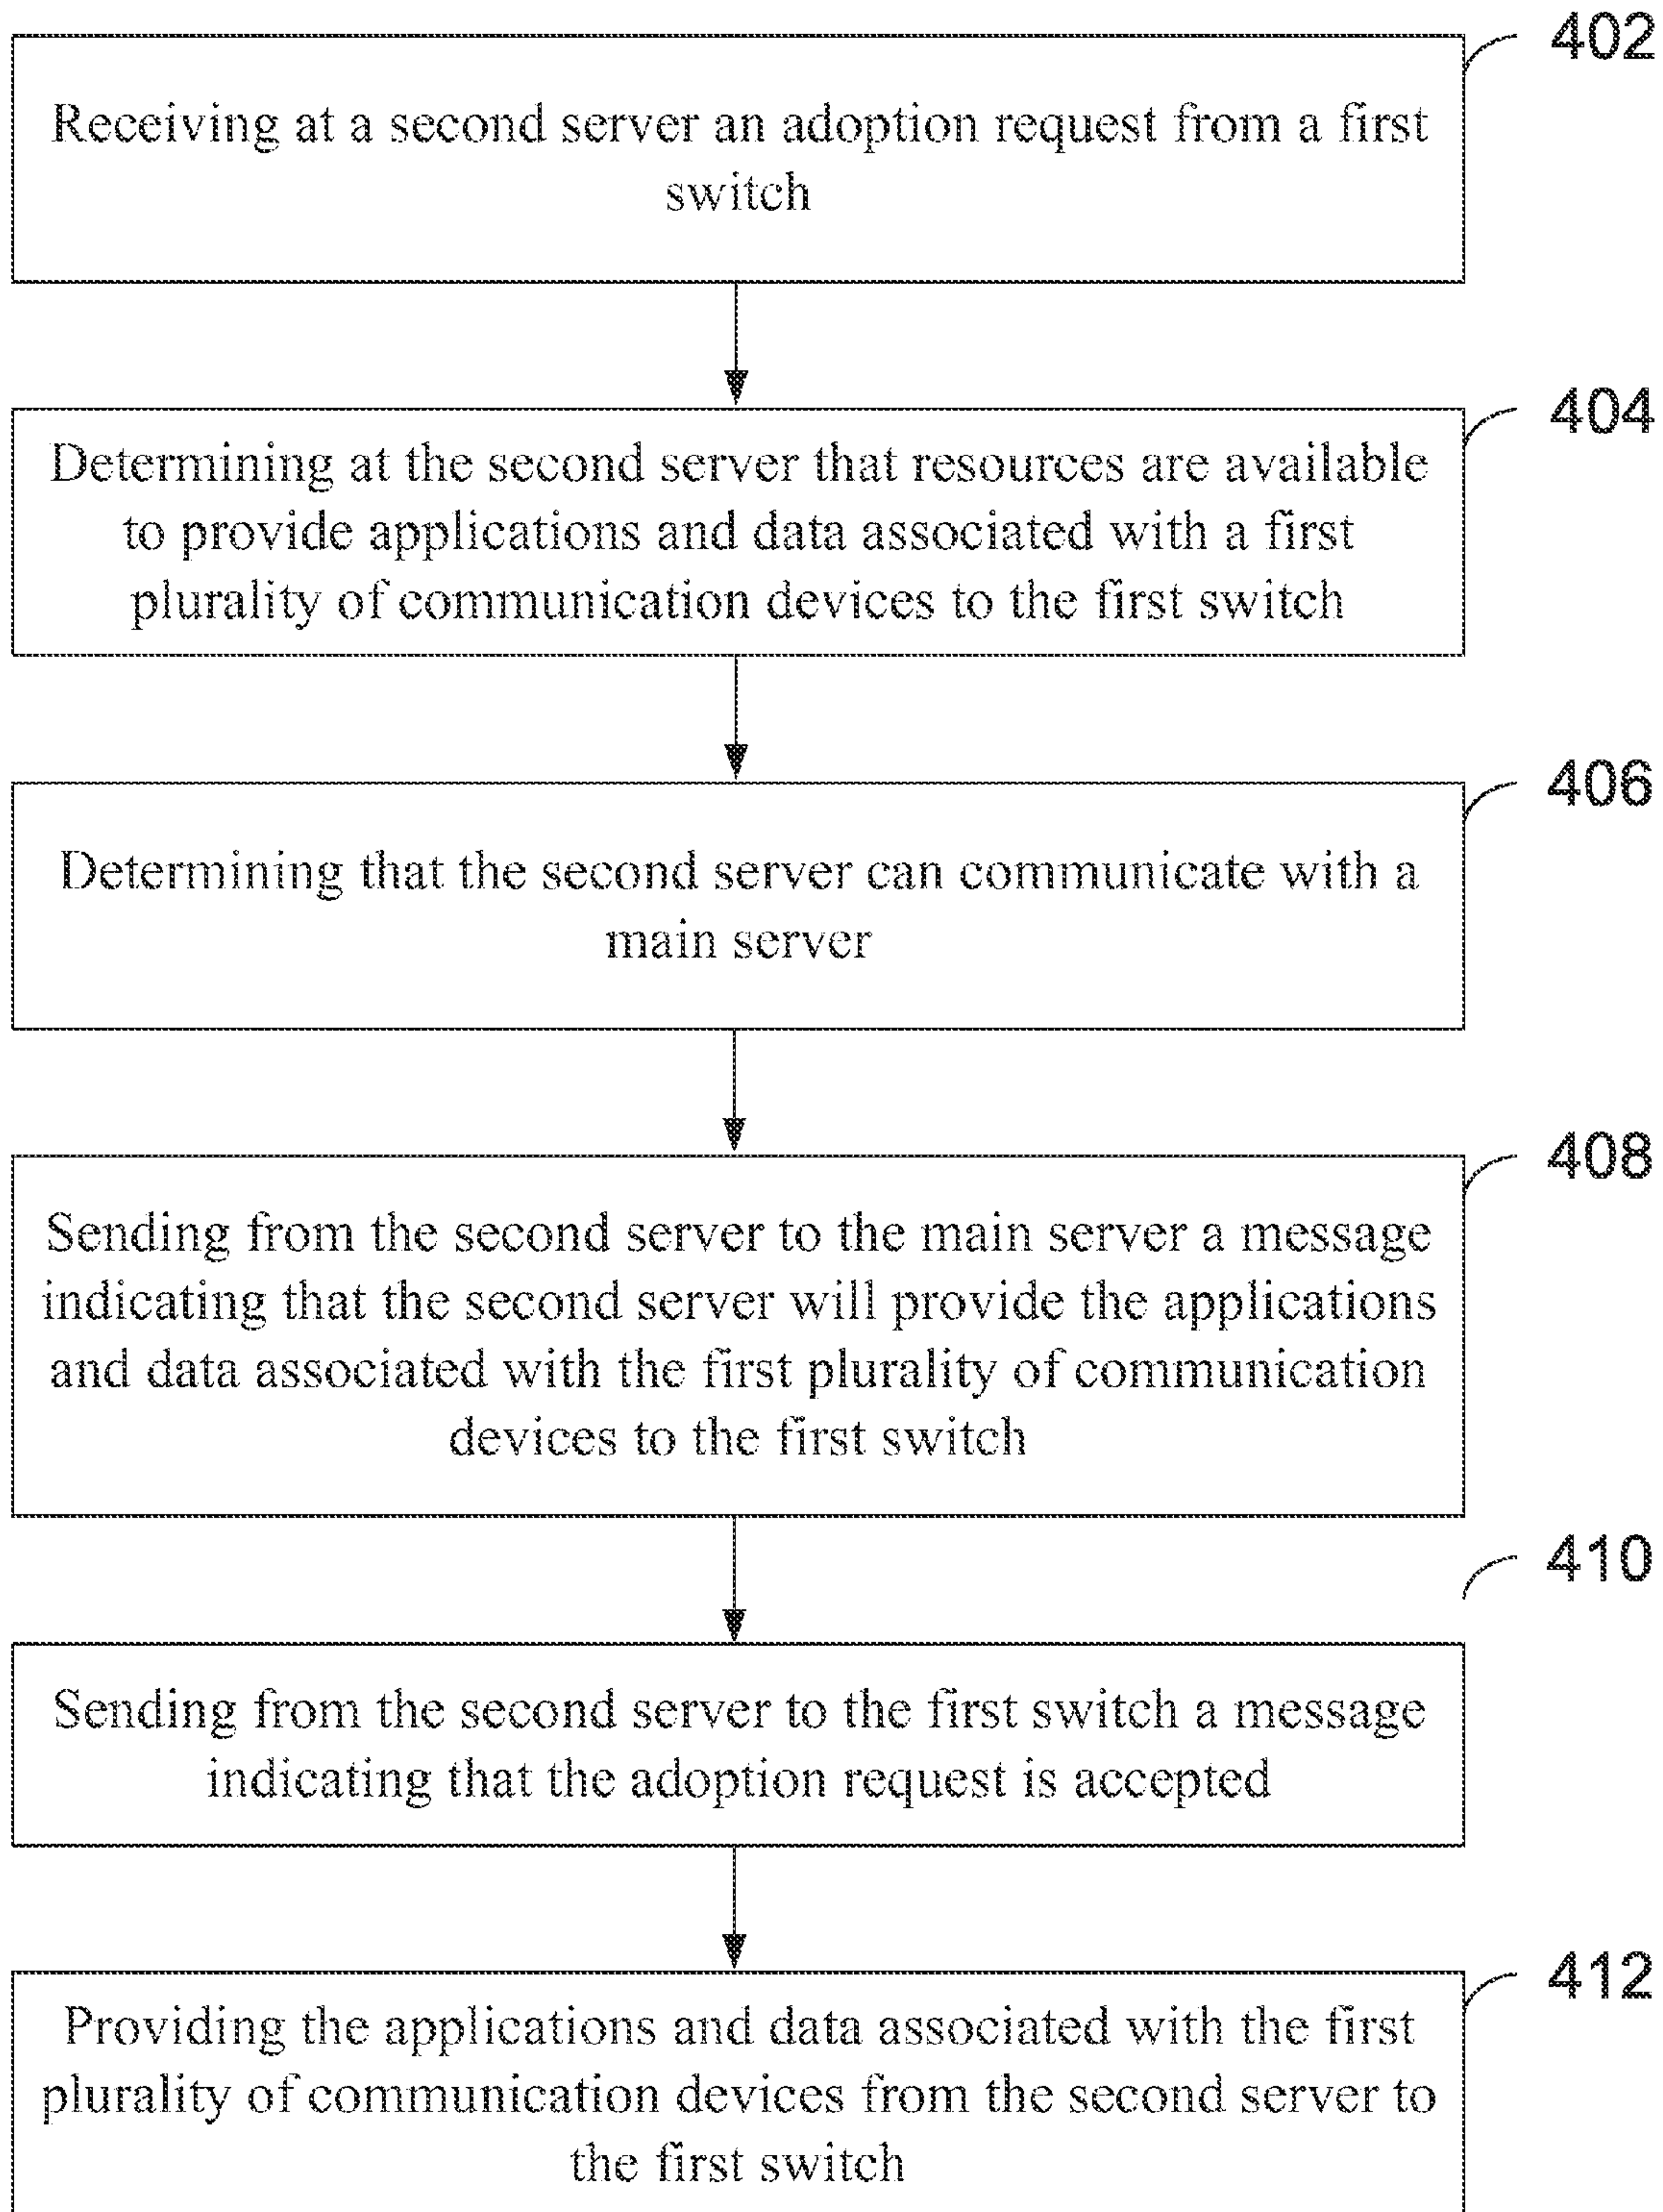 402
Receiving at a second server an adoption request from a first
switch
404
Determining at the second server that resources are available
to provide applications and data associated with a first
plurality of communication devices to the first switch
406
Determining that the second server can communicate with a
main server
408
Sending from the second server to the main server a message
indicating that the second server will provide the applications
and data associated with the first plurality of communication
devices to the first switch
410
Sending from the second server to the first switch a message
indicating that the adoption request is accepted
412
Providing the applications and data associated with the first
plurality of communication devices from the second server to
the first switch